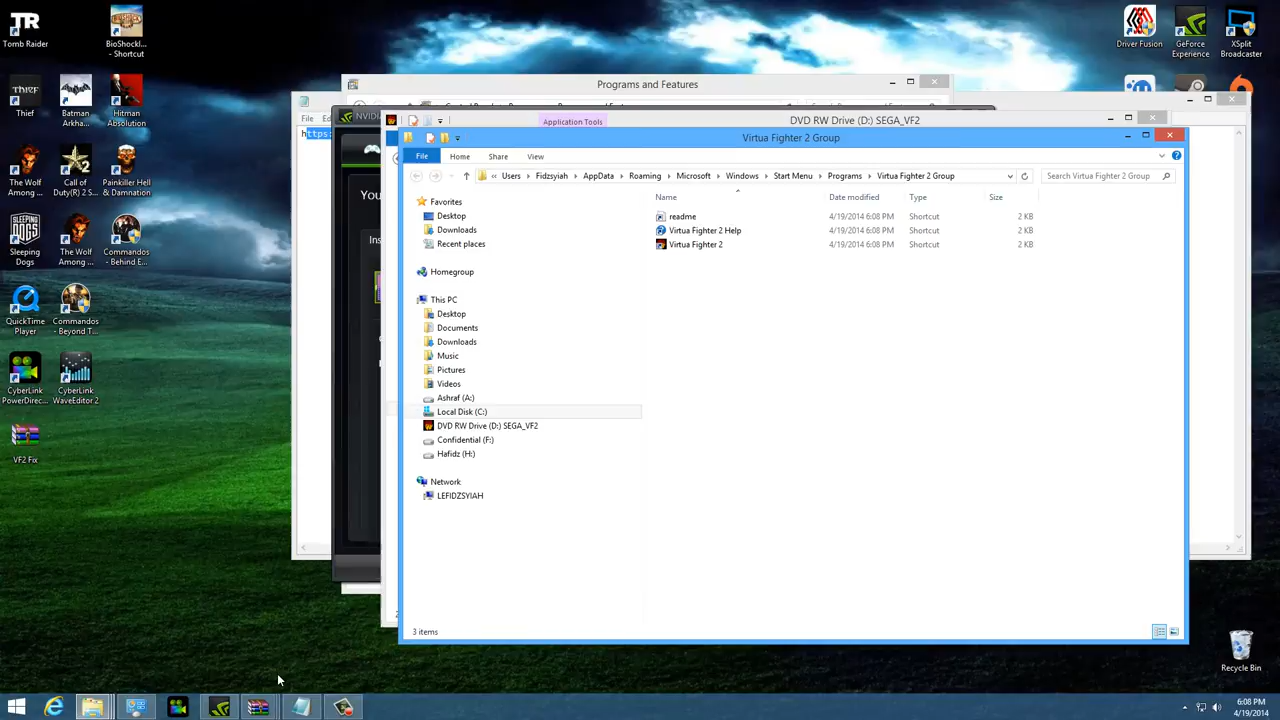 Tomb Raider
BioShockI... - Shortcut
Driver Fusion
GeForce Experience
XSplit Broadcaster
Thief
Batman Arkha...
Hitman Absolution
The Wolf Among ...
Call of Duty(R) 2 S...
Painkiller Hell & Damnation
Sleeping Dogs
The Wolf Among ...
Commandos - Behind E...
QuickTime Player
Commandos - Beyond T...
CyberLink PowerDirec...
CyberLink WaveEditor 2
VF2 Fix
Recycle Bin
Programs and Features
File
https:
NVIDI
You
Ins
Application Tools
DVD RW Drive (D:) SEGA_VF2
Virtua Fighter 2 Group
File Home Share View
« Users Fidzsyiah AppData Roaming Microsoft Windows Start Menu Programs Virtua Fighter 2 Group
Search Virtua Fighter 2 Group
Name Date modified Type Size
readme 4/19/2014 6:08 PM Shortcut 2 KB
Virtua Fighter 2 Help 4/19/2014 6:08 PM Shortcut 2 KB
Virtua Fighter 2 4/19/2014 6:08 PM Shortcut 2 KB
Favorites
Desktop
Downloads
Recent places
Homegroup
This PC
Desktop
Documents
Downloads
Music
Pictures
Videos
Ashraf (A:)
Local Disk (C:)
DVD RW Drive (D:) SEGA_VF2
Confidential (F:)
Hafidz (H:)
Network
LEFIDZSYIAH
3 items
6:08 PM
4/19/2014